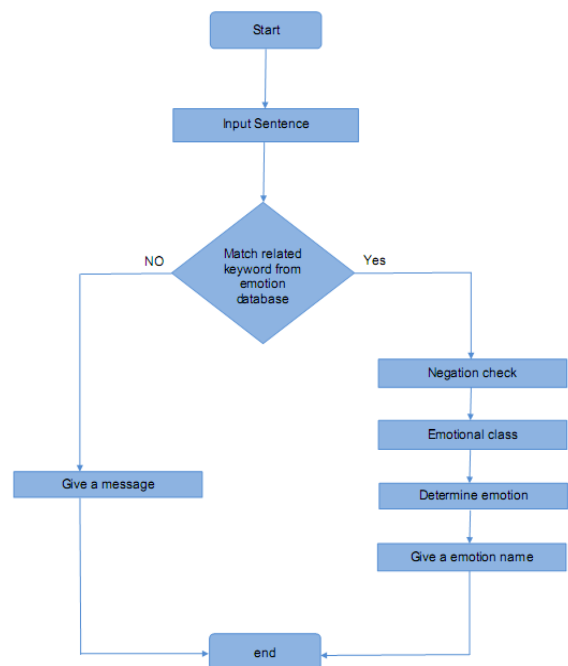 Start
Input Sentence
Match related
keyword from
emotion
database
NO
Yes
Negation check
Emotional class
Give a message
Determine emotion
Give a emotion name
end